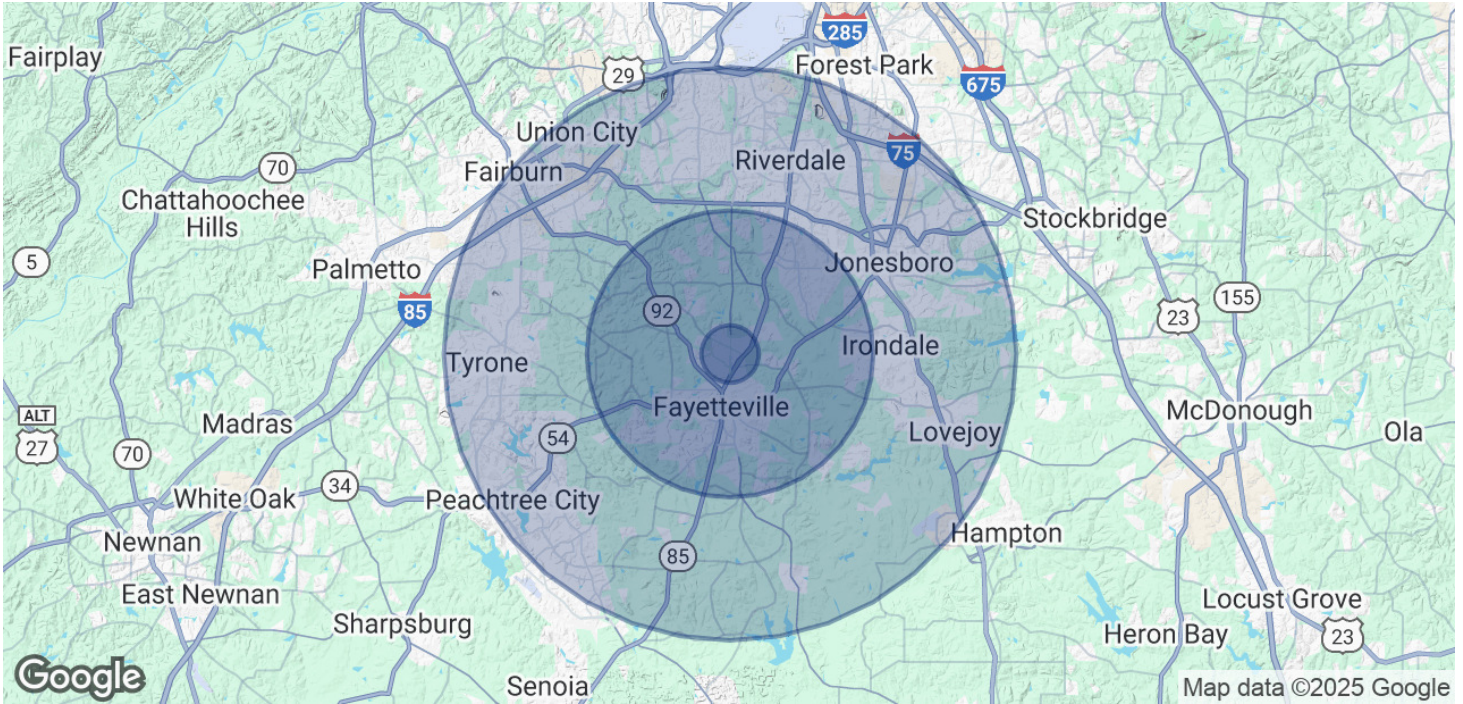 285
Fairplay
Forest Park
29
675
Union City
75
Riverdale
70
Fairburn
Chattahoochee
Hills
Stockbridge
5
Jonesboro
Palmetto
155
85
92
23
Irondale
Tyrone
Fayetteville
McDonough
ALT
27
Madras
Lovejoy
Ola
54
70
34
White Oak
Peachtree City
Hampton
Newnan
85
East Newnan
Locust Grove
Sharpsburg
Heron Bay
23
Google
Senoia
Map data ©2025 Google